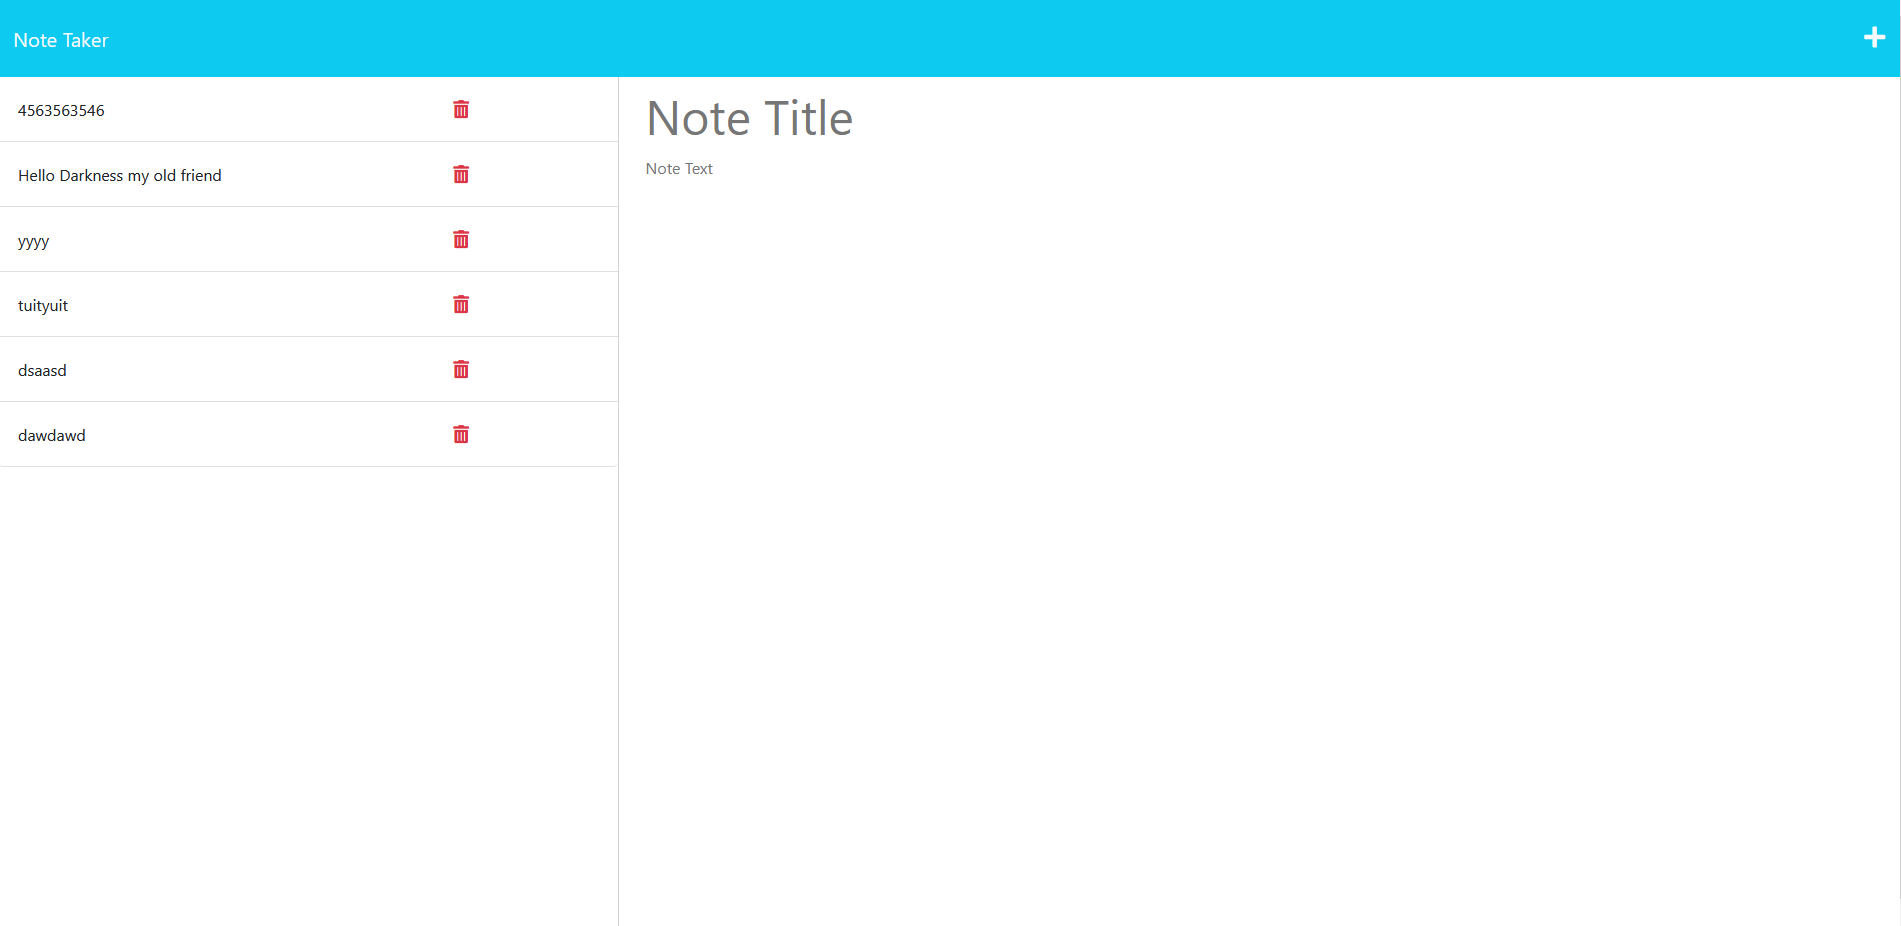 Note Taker
4563563546
Hello Darkness my old friend
yyyy
tuityuit
dsaasd
dawdawd
Note Title
Note Text